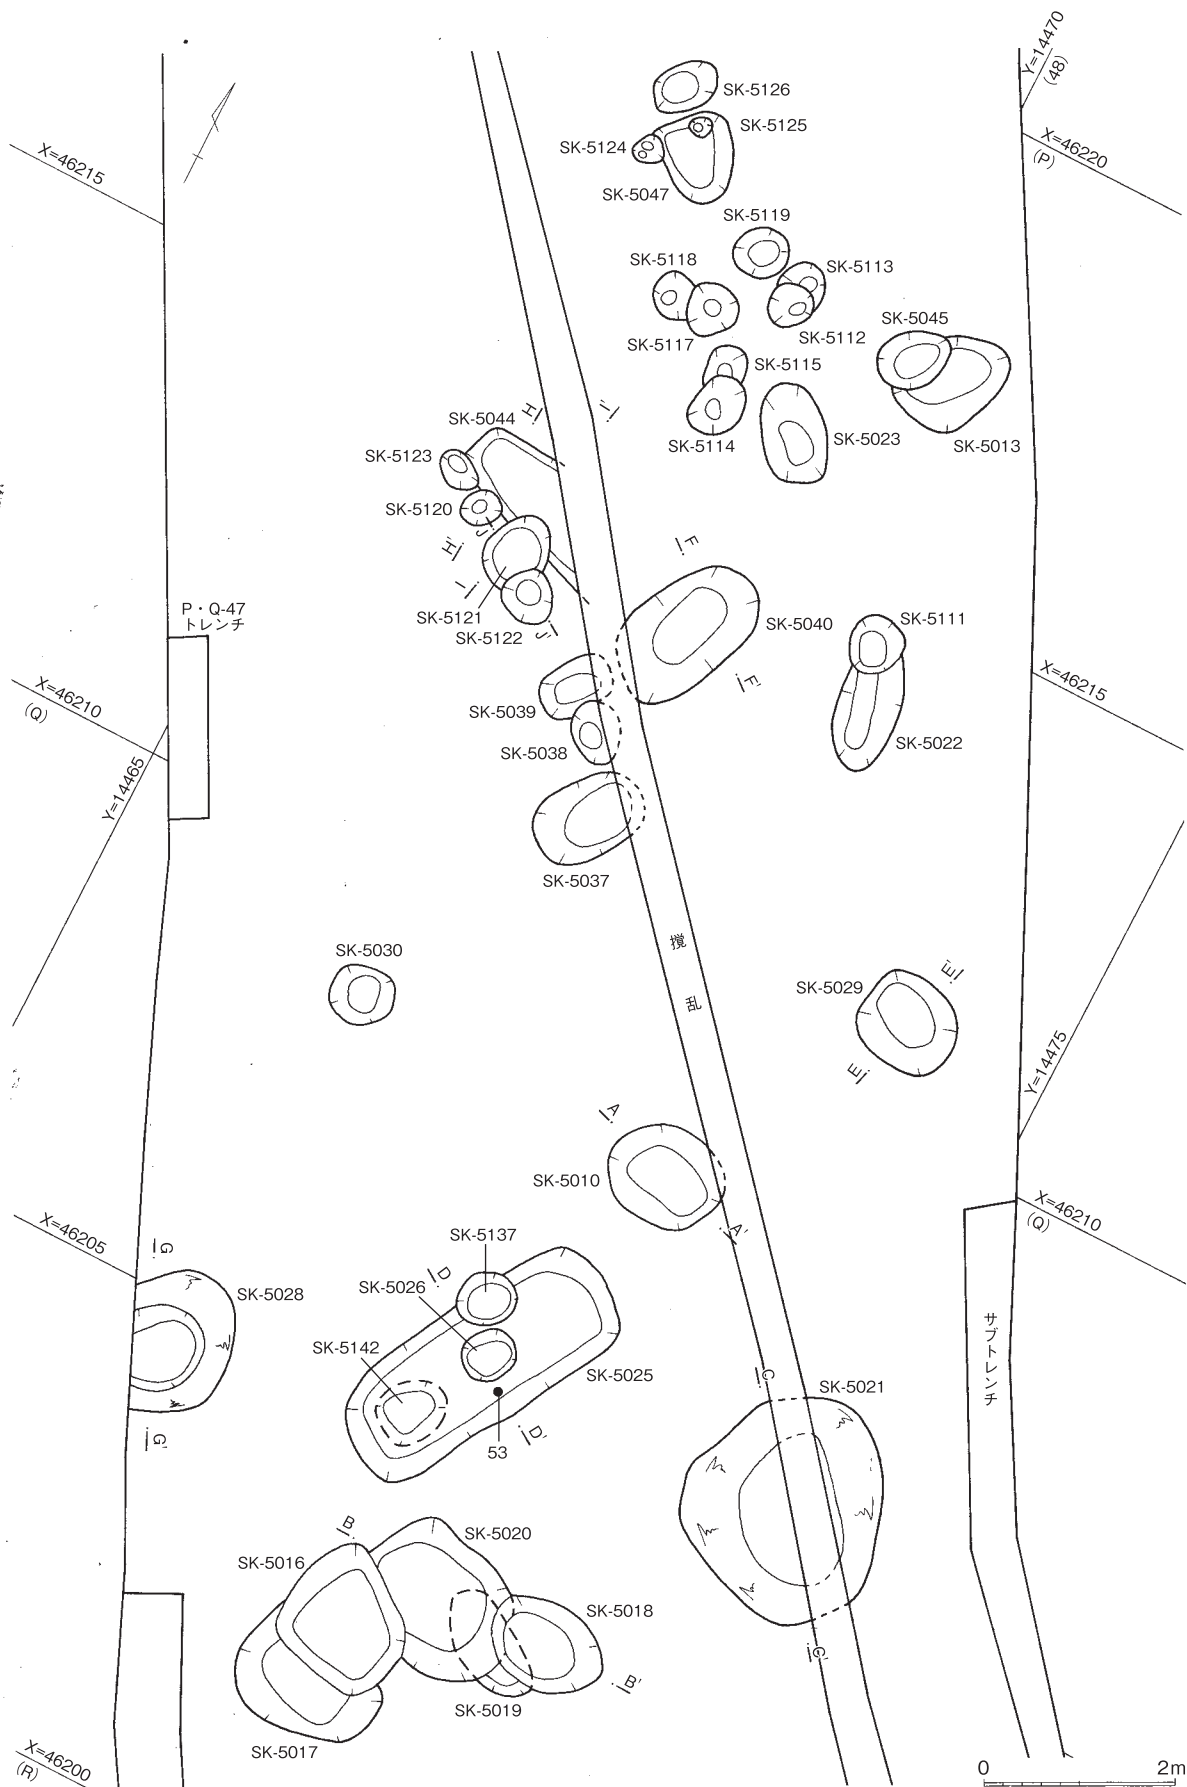 Y=14470
(48)
SK-5126
SK-5125
X=46220
(P)
X=46215
SK-5124
SK-5047
SK-5119
SK-5118
SK-5113
SK-5045
SK-5117
SK-5112
SK-5115
H
I'
SK-5044
SK-5114
SK-5023
SK-5013
SK-5123
SK-5120
J
H'
F
I
P・Q-47
トレンチ
SK-5121
SK-5122
J'
SK-5040
SK-5111
X=46215
X=46210
(Q)
F'
SK-5039
SK-5038
SK-5022
Y=14465
SK-5037
撹
乱
SK-5030
SK-5029
E'
E
Y=14475
A
SK-5010
X=46210
(Q)
A'
X=46205
G
SK-5137
D
SK-5026
SK-5028
SK-5142
SK-5025
サブトレンチ
C
SK-5021
D'
53
G'
B
SK-5020
SK-5016
SK-5018
C'
B'
SK-5019
SK-5017
X=46200
(R)
0 2m